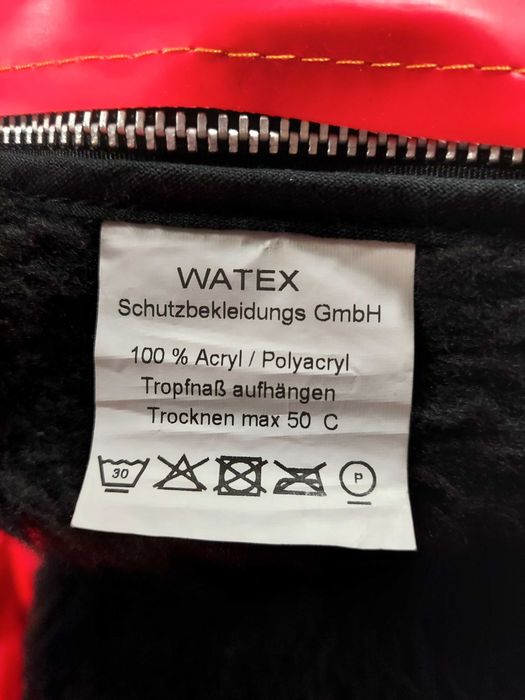 WATEX
Schutzbekleidungs GmbH
100 % Acryl / Polyacryl
Tropfnaß aufhängen
Trocknen max 50 C
30 P